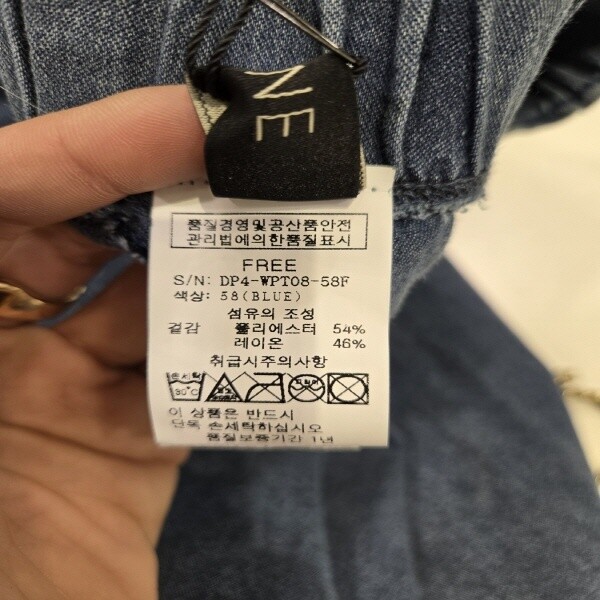 NE
품질경영및공산품안전
관리법에의한품질표시
FREE
S/N: DP4-WPT08-58F
색상: 58(BLUE)
섬유의 조성
겉감 폴리에스터 54%
레이온 46%
취급시주의사항
손세탁
30°C
이 상품은 반드시
단독 손세탁하십시오
품질보증기간 1년